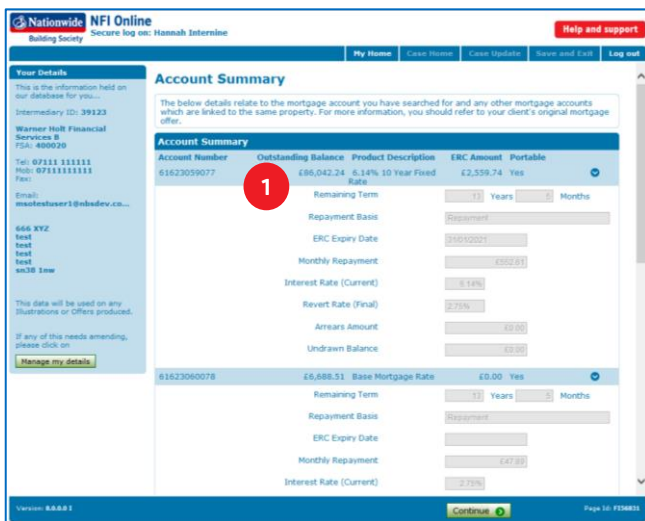 Nationwide
Building Society
NFI Online
Secure log on: Hannah Internine
Help and support
My Home Case Home Case Update Save and Exit Log out
Your Details
This is the information held on
our database for you...
Intermediary ID: 39123
Warner Holt Financial
Services B
FSA: 400020
Tel: 07111 111111
Mob: 07111111111
Fax:
Email:
msotestuser1@nbsdev.co...
666 XYZ
test
test
test
test
sn38 1nw
This data will be used on any
Illustrations or Offers produced.
If any of this needs amending,
please click on
Manage my details
Account Summary
The below details relate to the mortgage account you have searched for and any other mortgage accounts
which are linked to the same property. For more information, you should refer to your client's original mortgage
offer.
Account Summary
Account Number Outstanding Balance Product Description ERC Amount Portable
61623059077 £86,042.24 6.14% 10 Year Fixed £2,559.74 Yes
Rate
1
Remaining Term 13 Years 5 Months
Repayment Basis Repayment
ERC Expiry Date 31/01/2021
Monthly Repayment £552.61
Interest Rate (Current) 6.14%
Revert Rate (Final) 2.75%
Arrears Amount £0.00
Undrawn Balance £0.00
61623060078 £6,688.51 Base Mortgage Rate £0.00 Yes
Remaining Term 13 Years 5 Months
Repayment Basis Repayment
ERC Expiry Date
Monthly Repayment £47.89
Interest Rate (Current) 2.75%
Version: 8.0.0.0 I
Continue
Page Id: